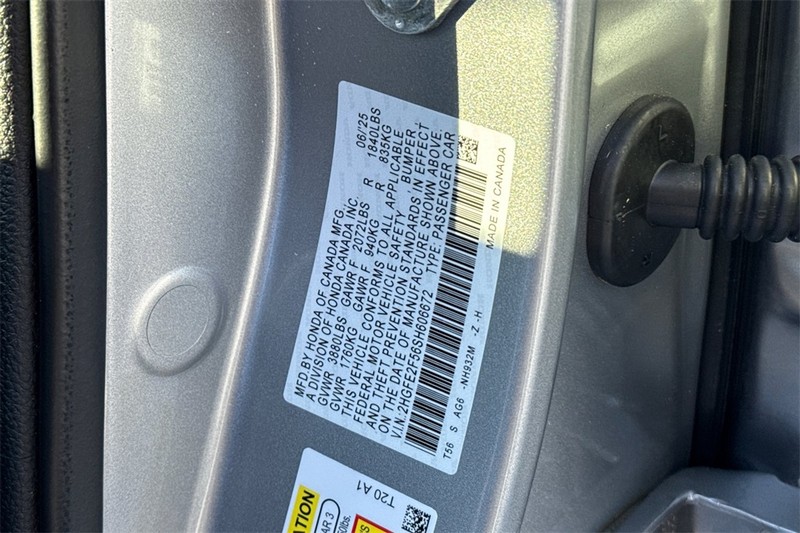 MFD. BY HONDA OF CANADA MFG. 06/'25
A DIVISION OF HONDA CANADA INC.
GVWR 3880LBS GAWR F 2072LBS R 1840LBS
GVWR 1760KG GAWR F 940KG R 835KG
THIS VEHICLE CONFORMS TO ALL APPLICABLE
FEDERAL MOTOR VEHICLE SAFETY, BUMPER,
AND THEFT PREVENTION STANDARDS IN EFFECT
ON THE DATE OF MANUFACTURE SHOWN ABOVE.
V.I.N.:2HGFE2F56SH606672 TYPE:PASSENGER CAR
T56 S AG6 -NH932M -Z -H MADE IN CANADA
T20 A1